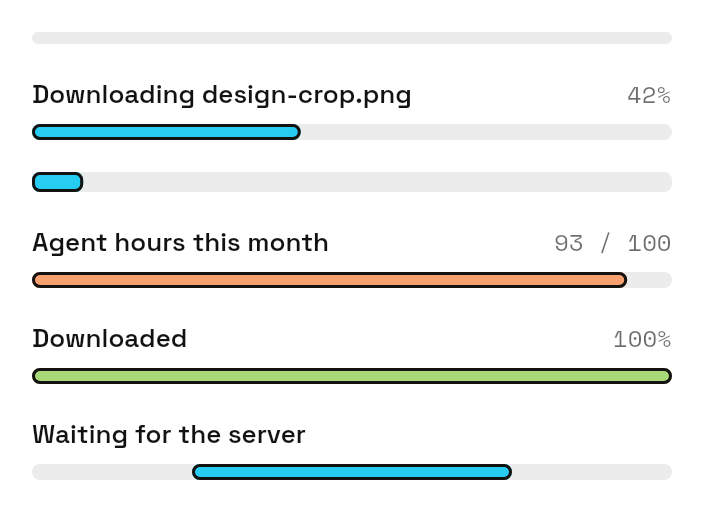 Downloading design-crop.png 42%
Agent hours this month 93 / 100
Downloaded 100%
Waiting for the server